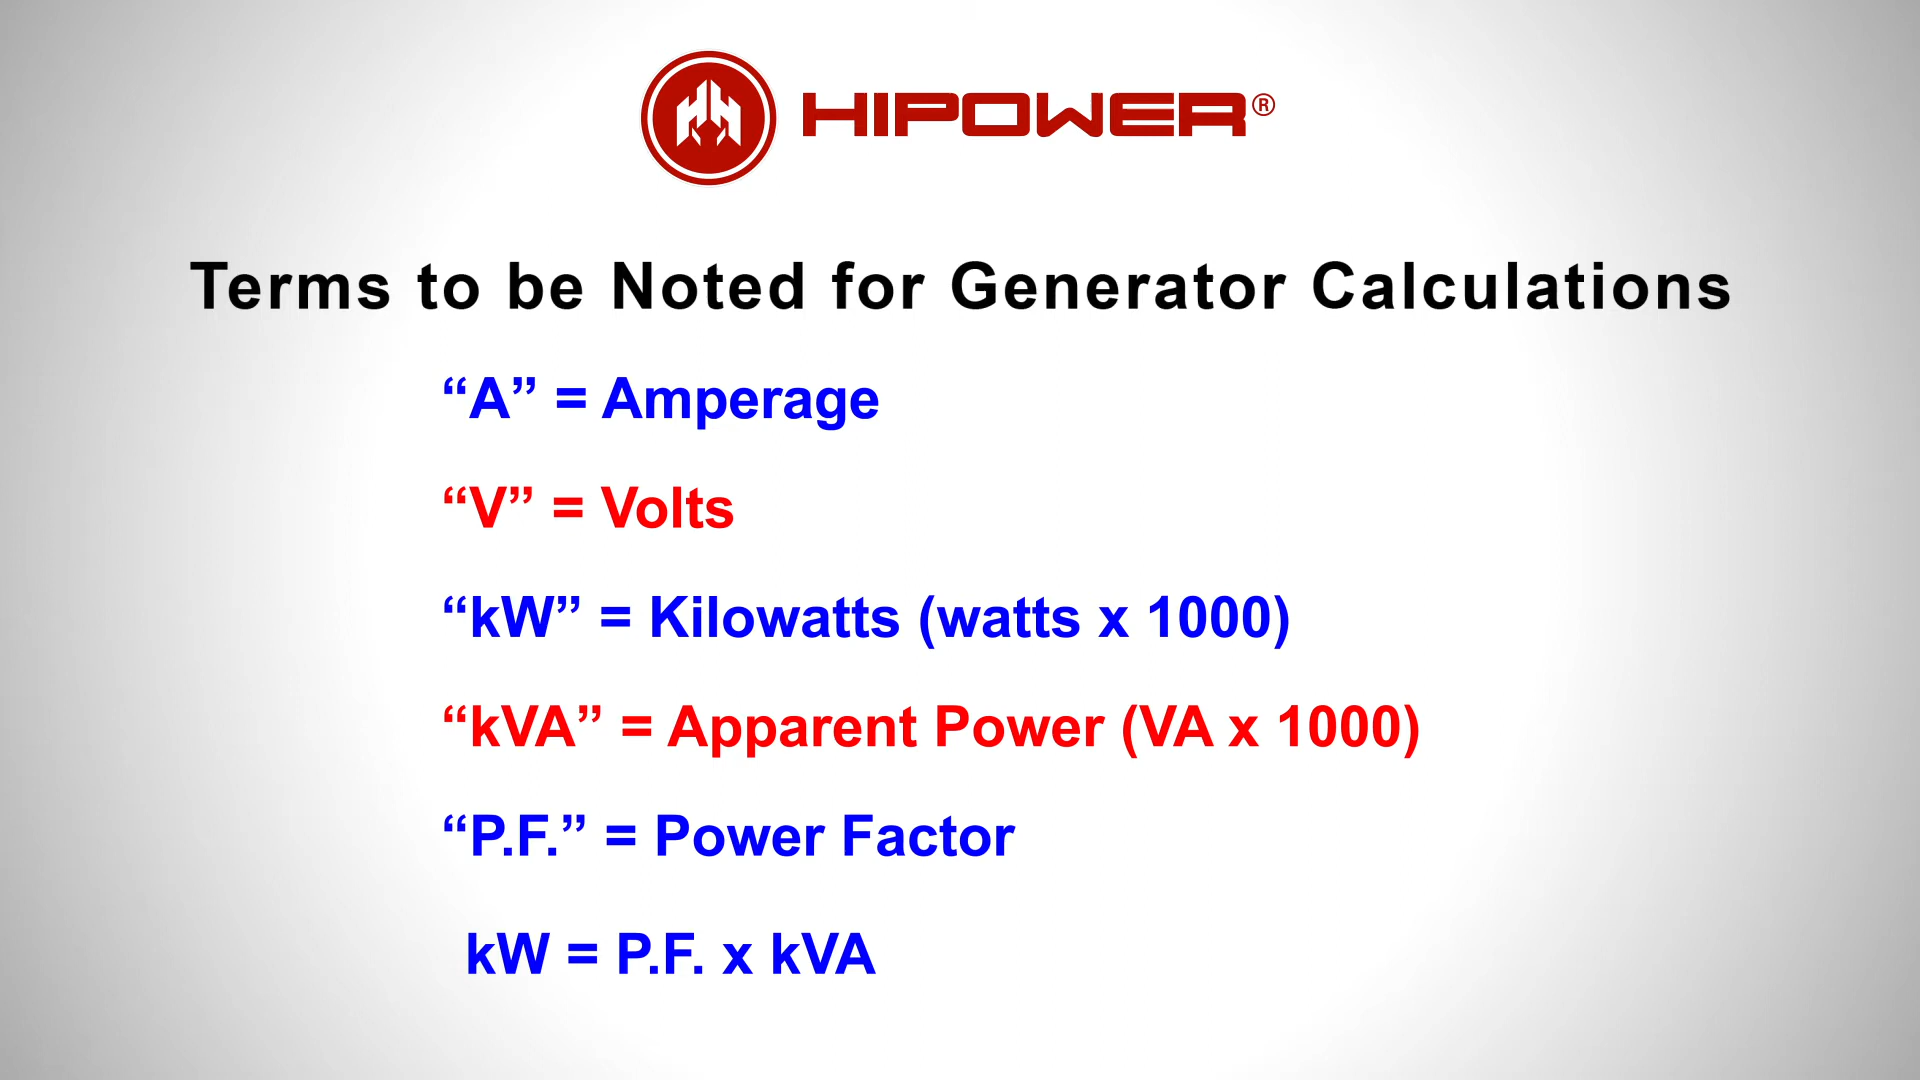 HIPOWER®
Terms to be Noted for Generator Calculations
“A” = Amperage
“V” = Volts
“kW” = Kilowatts (watts x 1000)
“kVA” = Apparent Power (VA x 1000)
“P.F.” = Power Factor
kW = P.F. x kVA